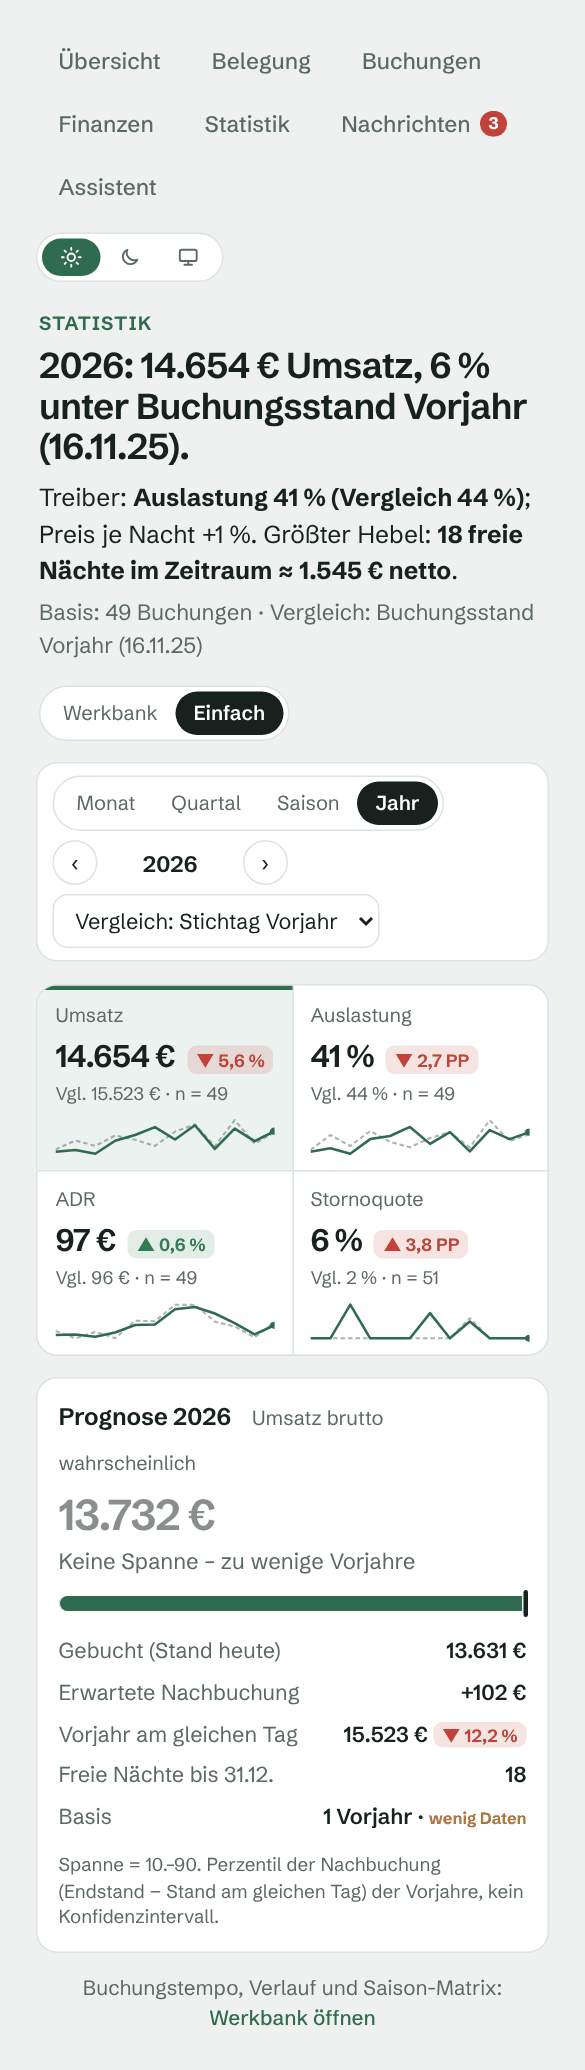 Übersicht Belegung Buchungen
Finanzen Statistik Nachrichten 3
Assistent
STATISTIK
2026: 14.654 € Umsatz, 6 %
unter Buchungsstand Vorjahr
(16.11.25).
Treiber: Auslastung 41 % (Vergleich 44 %);
Preis je Nacht +1 %. Größter Hebel: 18 freie
Nächte im Zeitraum ≈ 1.545 € netto.
Basis: 49 Buchungen · Vergleich: Buchungsstand
Vorjahr (16.11.25)
Werkbank Einfach
Monat Quartal Saison Jahr
‹ 2026 ›
Vergleich: Stichtag Vorjahr
Umsatz
14.654 € ▼ 5,6 %
Vgl. 15.523 € · n = 49
Auslastung
41 % ▼ 2,7 PP
Vgl. 44 % · n = 49
ADR
97 € ▲ 0,6 %
Vgl. 96 € · n = 49
Stornoquote
6 % ▲ 3,8 PP
Vgl. 2 % · n = 51
Prognose 2026 Umsatz brutto
wahrscheinlich
13.732 €
Keine Spanne – zu wenige Vorjahre
Gebucht (Stand heute) 13.631 €
Erwartete Nachbuchung +102 €
Vorjahr am gleichen Tag 15.523 € ▼ 12,2 %
Freie Nächte bis 31.12. 18
Basis 1 Vorjahr · wenig Daten
Spanne = 10.–90. Perzentil der Nachbuchung
(Endstand − Stand am gleichen Tag) der Vorjahre, kein
Konfidenzintervall.
Buchungstempo, Verlauf und Saison-Matrix:
Werkbank öffnen